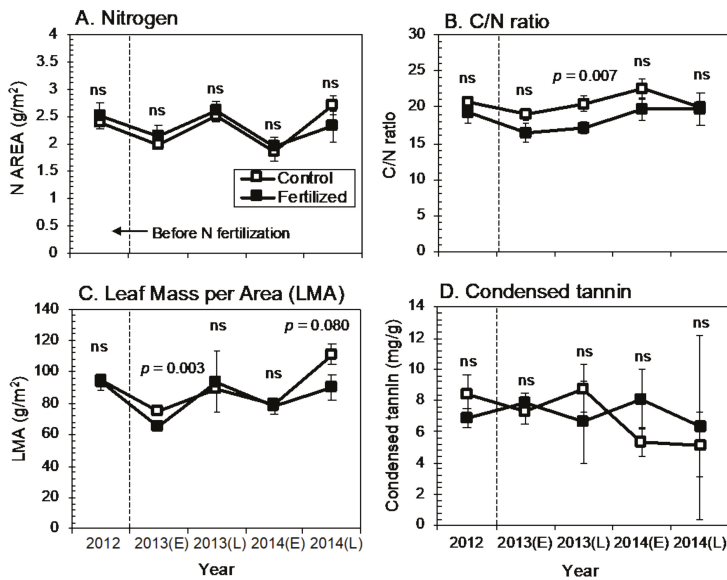 A. Nitrogen
4
3.5
3
2.5
2
1.5
1
0.5
0
N AREA (g/m²)
ns
ns
ns
ns
ns
Control
Fertilized
Before N fertilization
B. C/N ratio
30
25
20
15
10
5
0
C/N ratio
ns
ns
p = 0.007
ns
ns
C. Leaf Mass per Area (LMA)
140
120
100
80
60
40
20
0
LMA (g/m²)
ns
p = 0.003
ns
ns
p = 0.080
2012 2013(E) 2013(L) 2014(E) 2014(L)
Year
D. Condensed tannin
14
12
10
8
6
4
2
0
Condensed tannin (mg/g)
ns
ns
ns
ns
ns
2012 2013(E) 2013(L) 2014(E) 2014(L)
Year